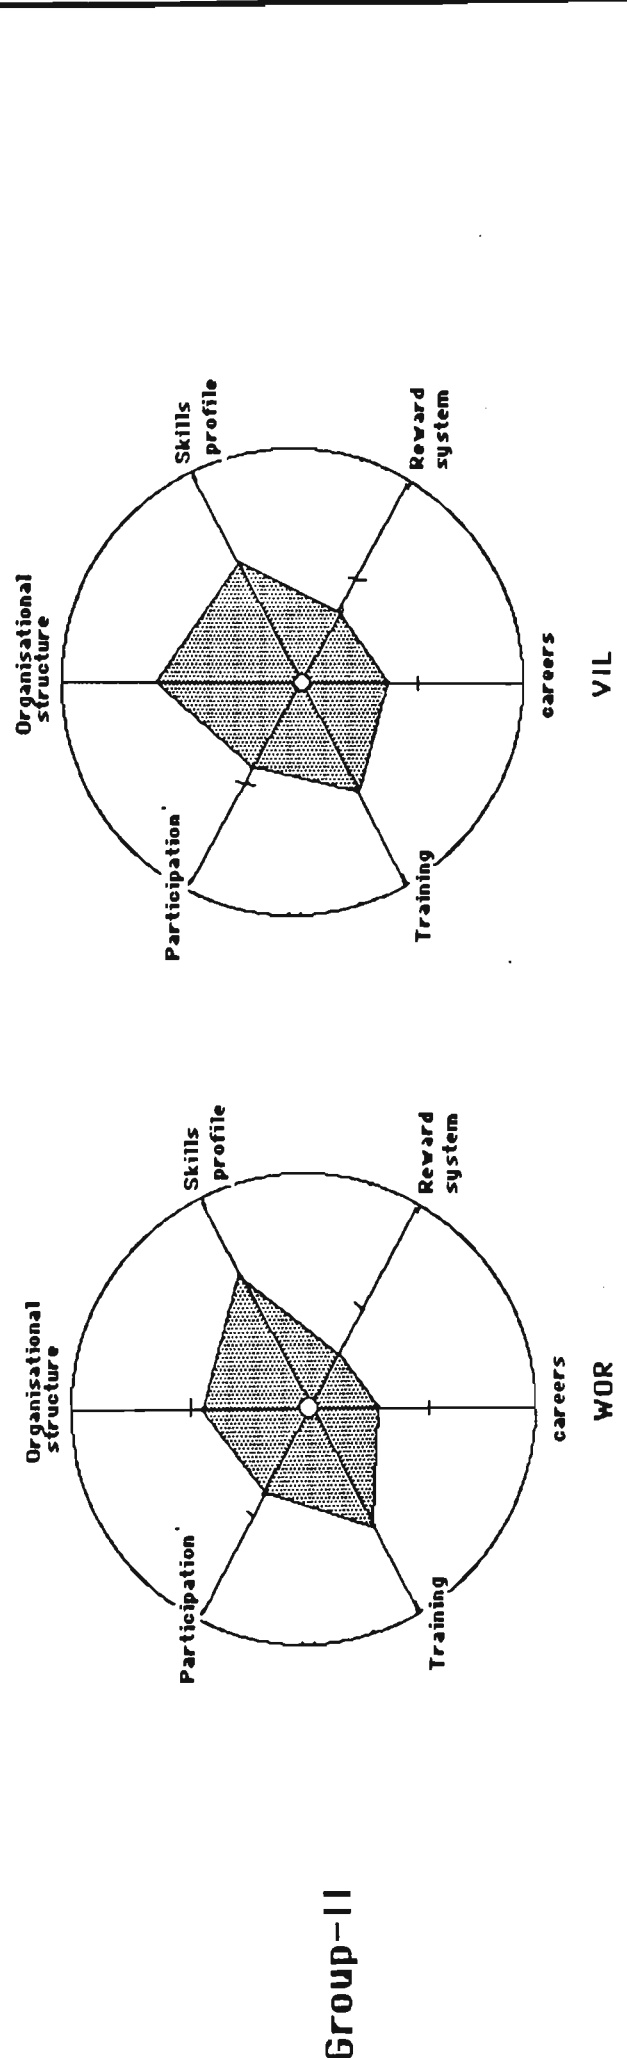 Group-II
Organisational
structure
Skills
profile
Participation
Reward
system
Training
careers
WOR
Organisational
structure
Skills
profile
Participation
Reward
system
Training
careers
VIL